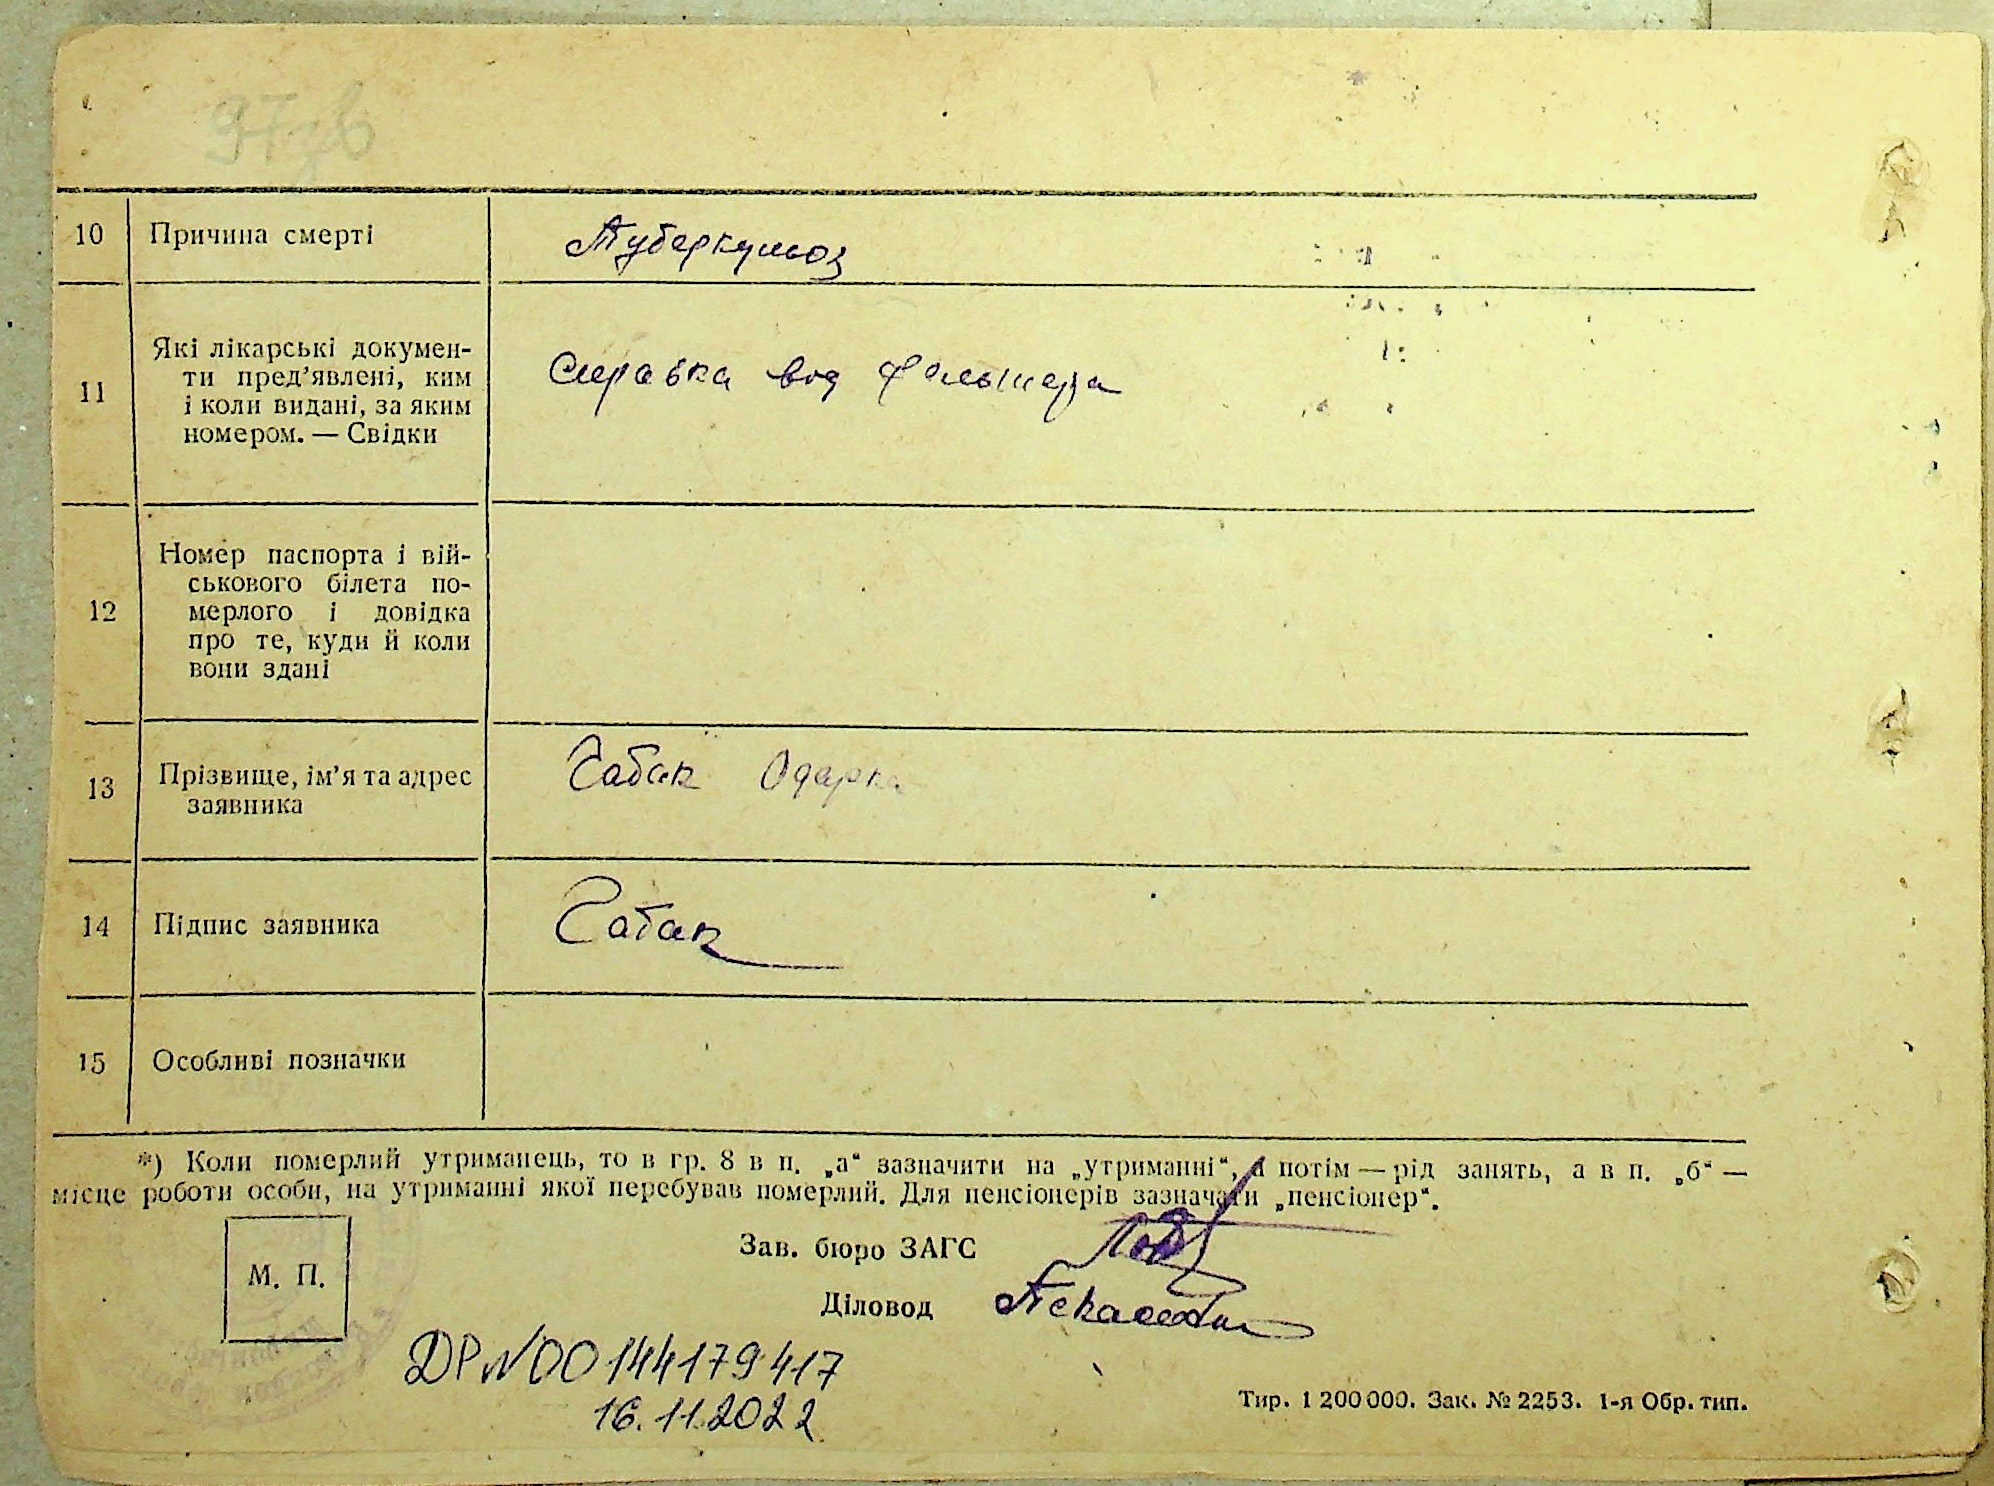 97зв
10 Причина смерті Туберкульоз
11 Які лікарські докумен-
ти пред’явлені, ким
і коли видані, за яким
номером. — Свідки
Справка вод фельшера
12 Номер паспорта і вій-
ськового білета по-
мерлого і довідка
про те, куди й коли
вони здані
13 Прізвище, ім’я та адрес
заявника
Габак Одарка
14 Підпис заявника Габак
15 Особливі позначки
*) Коли померлий утриманець, то в гр. 8 в п. „а“ зазначити на „утриманні“, а потім — рід занять, а в п. „б“ —
місце роботи особи, на утриманні якої перебував померлий. Для пенсіонерів зазначати „пенсіонер“.
Зав. бюро ЗАГС
М. П.
Діловод
ДР№00144179417
16.11.2022
Тир. 1 200 000. Зак. № 2253. 1-я Обр. тип.